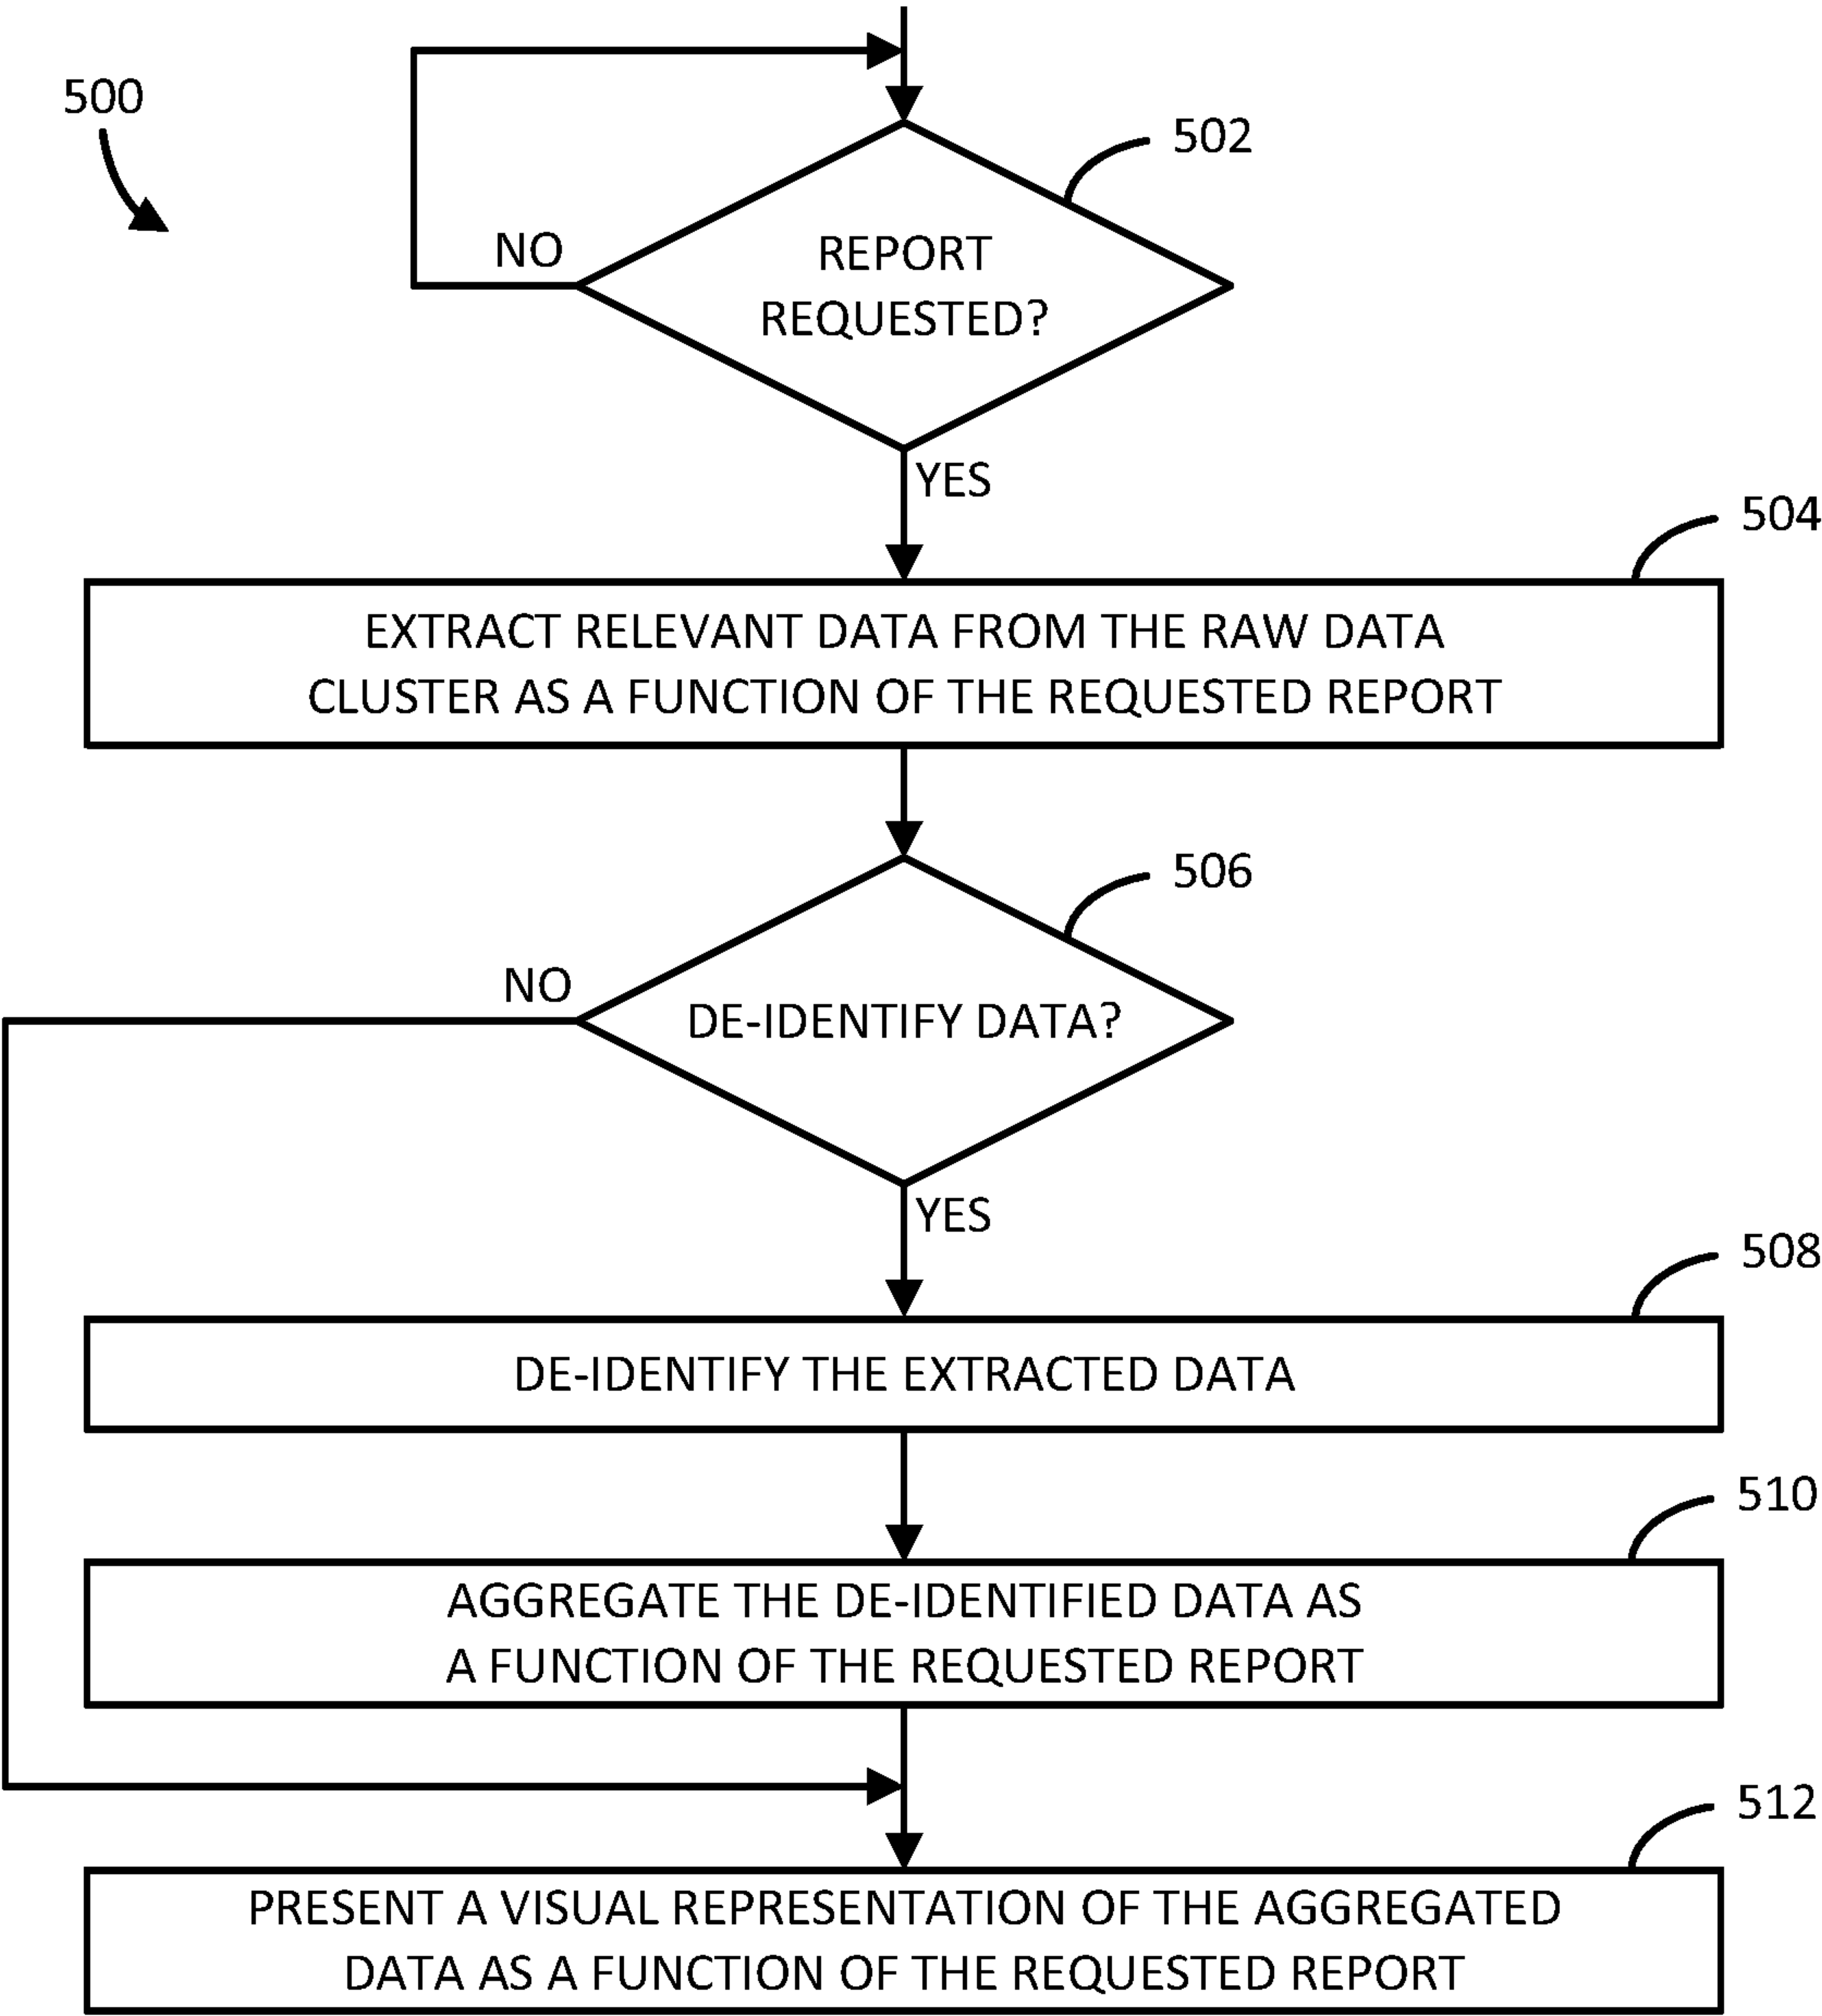 500
502
NO
REPORT
REQUESTED?
YES
504
EXTRACT RELEVANT DATA FROM THE RAW DATA
CLUSTER AS A FUNCTION OF THE REQUESTED REPORT
506
NO
DE-IDENTIFY DATA?
YES
508
DE-IDENTIFY THE EXTRACTED DATA
510
AGGREGATE THE DE-IDENTIFIED DATA AS
A FUNCTION OF THE REQUESTED REPORT
512
PRESENT A VISUAL REPRESENTATION OF THE AGGREGATED
DATA AS A FUNCTION OF THE REQUESTED REPORT